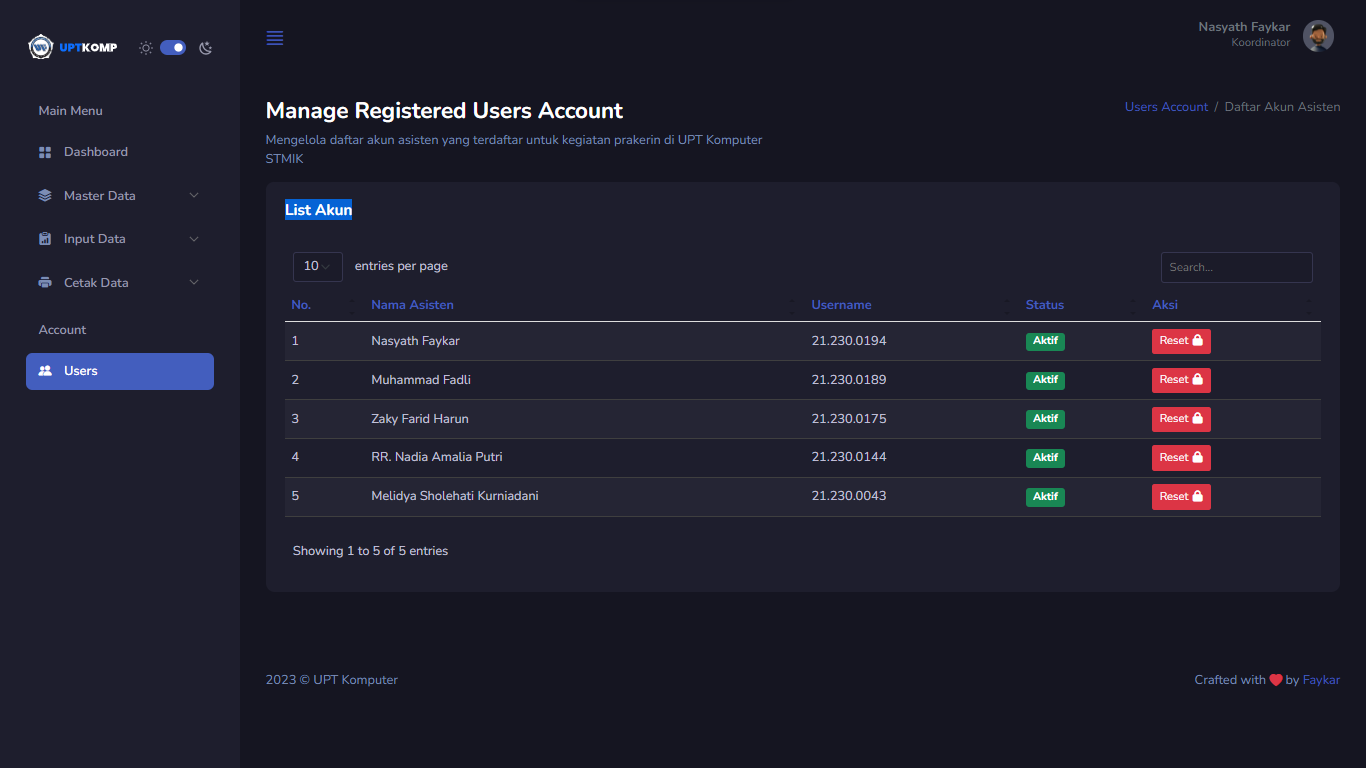 UPTKOMP
Nasyath Faykar
Koordinator
Main Menu
Dashboard
Master Data
Input Data
Cetak Data
Account
Users
Manage Registered Users Account
Users Account / Daftar Akun Asisten
Mengelola daftar akun asisten yang terdaftar untuk kegiatan prakerin di UPT Komputer
STMIK
List Akun
10 entries per page
Search...
No. Nama Asisten Username Status Aksi
1 Nasyath Faykar 21.230.0194 Aktif Reset
2 Muhammad Fadli 21.230.0189 Aktif Reset
3 Zaky Farid Harun 21.230.0175 Aktif Reset
4 RR. Nadia Amalia Putri 21.230.0144 Aktif Reset
5 Melidya Sholehati Kurniadani 21.230.0043 Aktif Reset
Showing 1 to 5 of 5 entries
2023 © UPT Komputer
Crafted with ❤ by Faykar